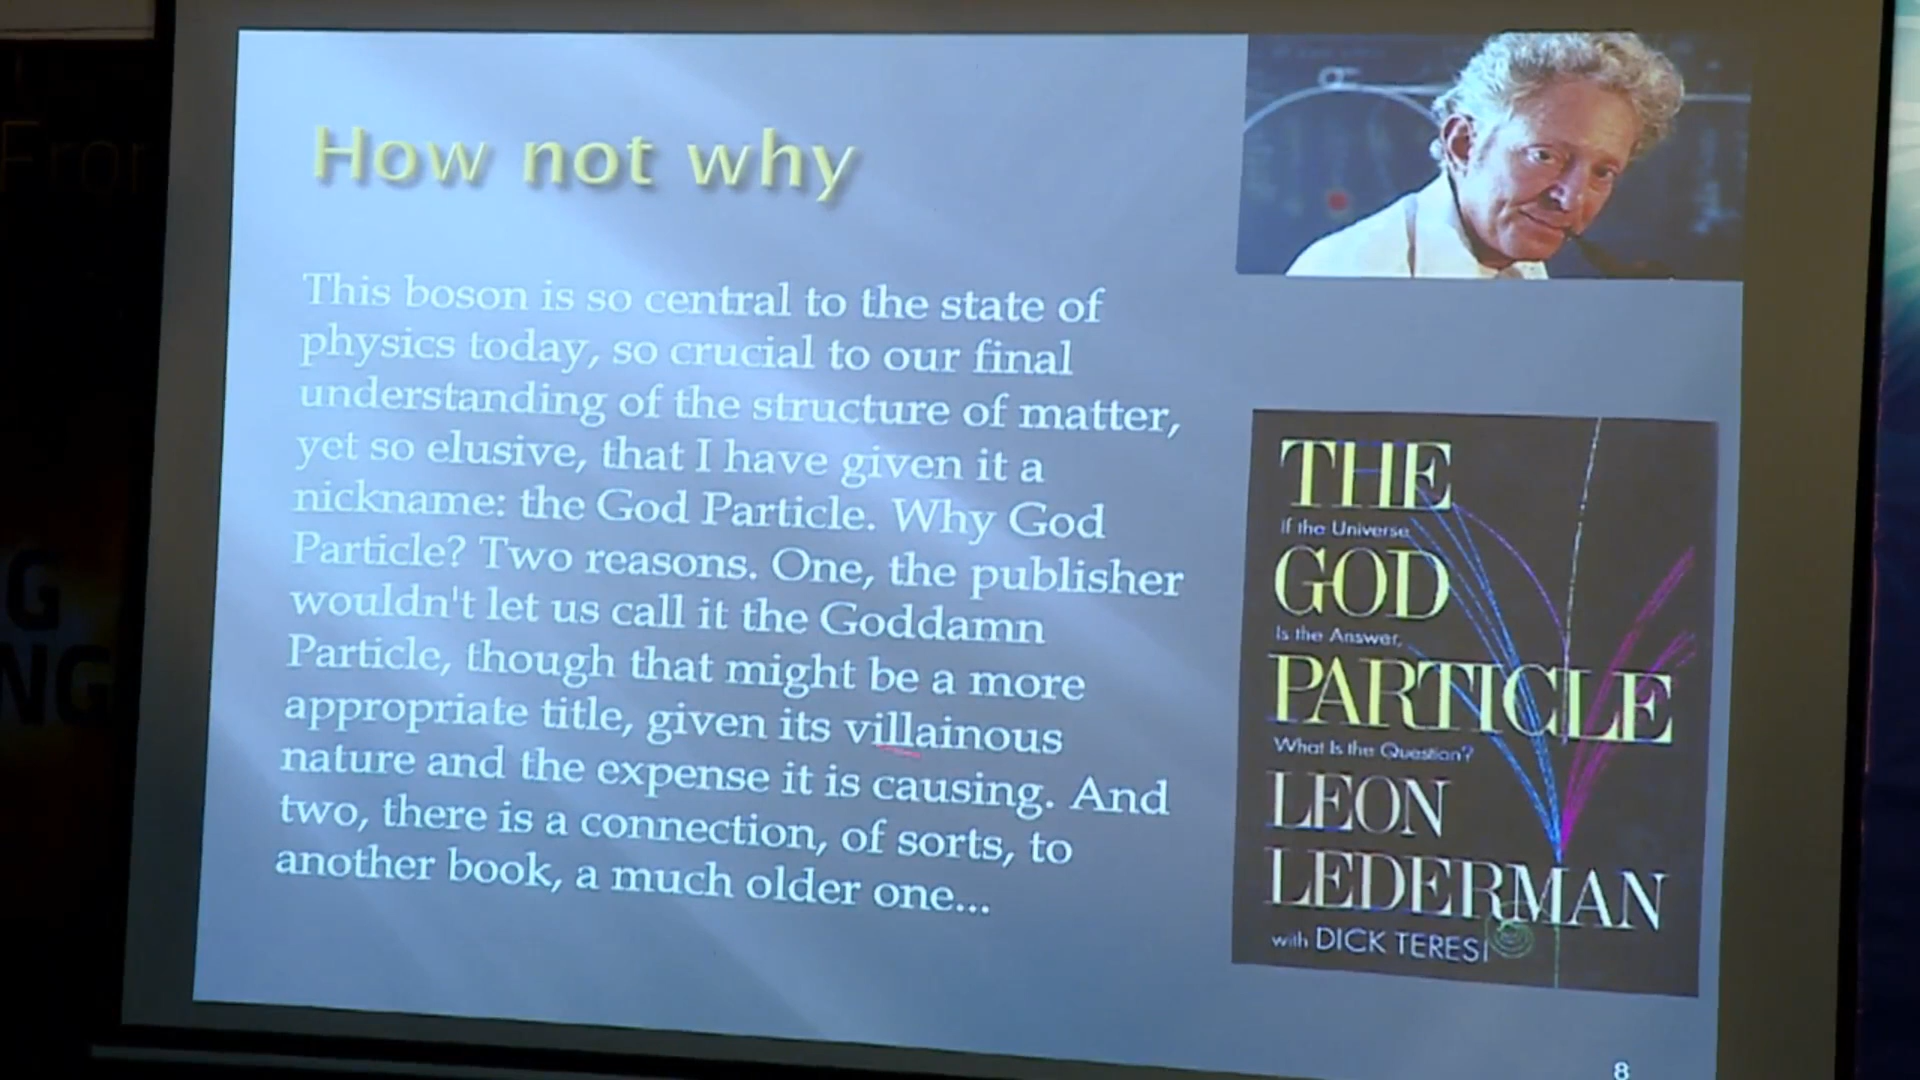 How not why
This boson is so central to the state of
physics today, so crucial to our final
understanding of the structure of matter,
yet so elusive, that I have given it a
nickname: the God Particle. Why God
Particle? Two reasons. One, the publisher
wouldn't let us call it the Goddamn
Particle, though that might be a more
appropriate title, given its villainous
nature and the expense it is causing. And
two, there is a connection, of sorts, to
another book, a much older one...
THE
If the Universe
GOD
Is the Answer,
PARTICLE
What Is the Question?
LEON
LEDERMAN
with DICK TERESI
8